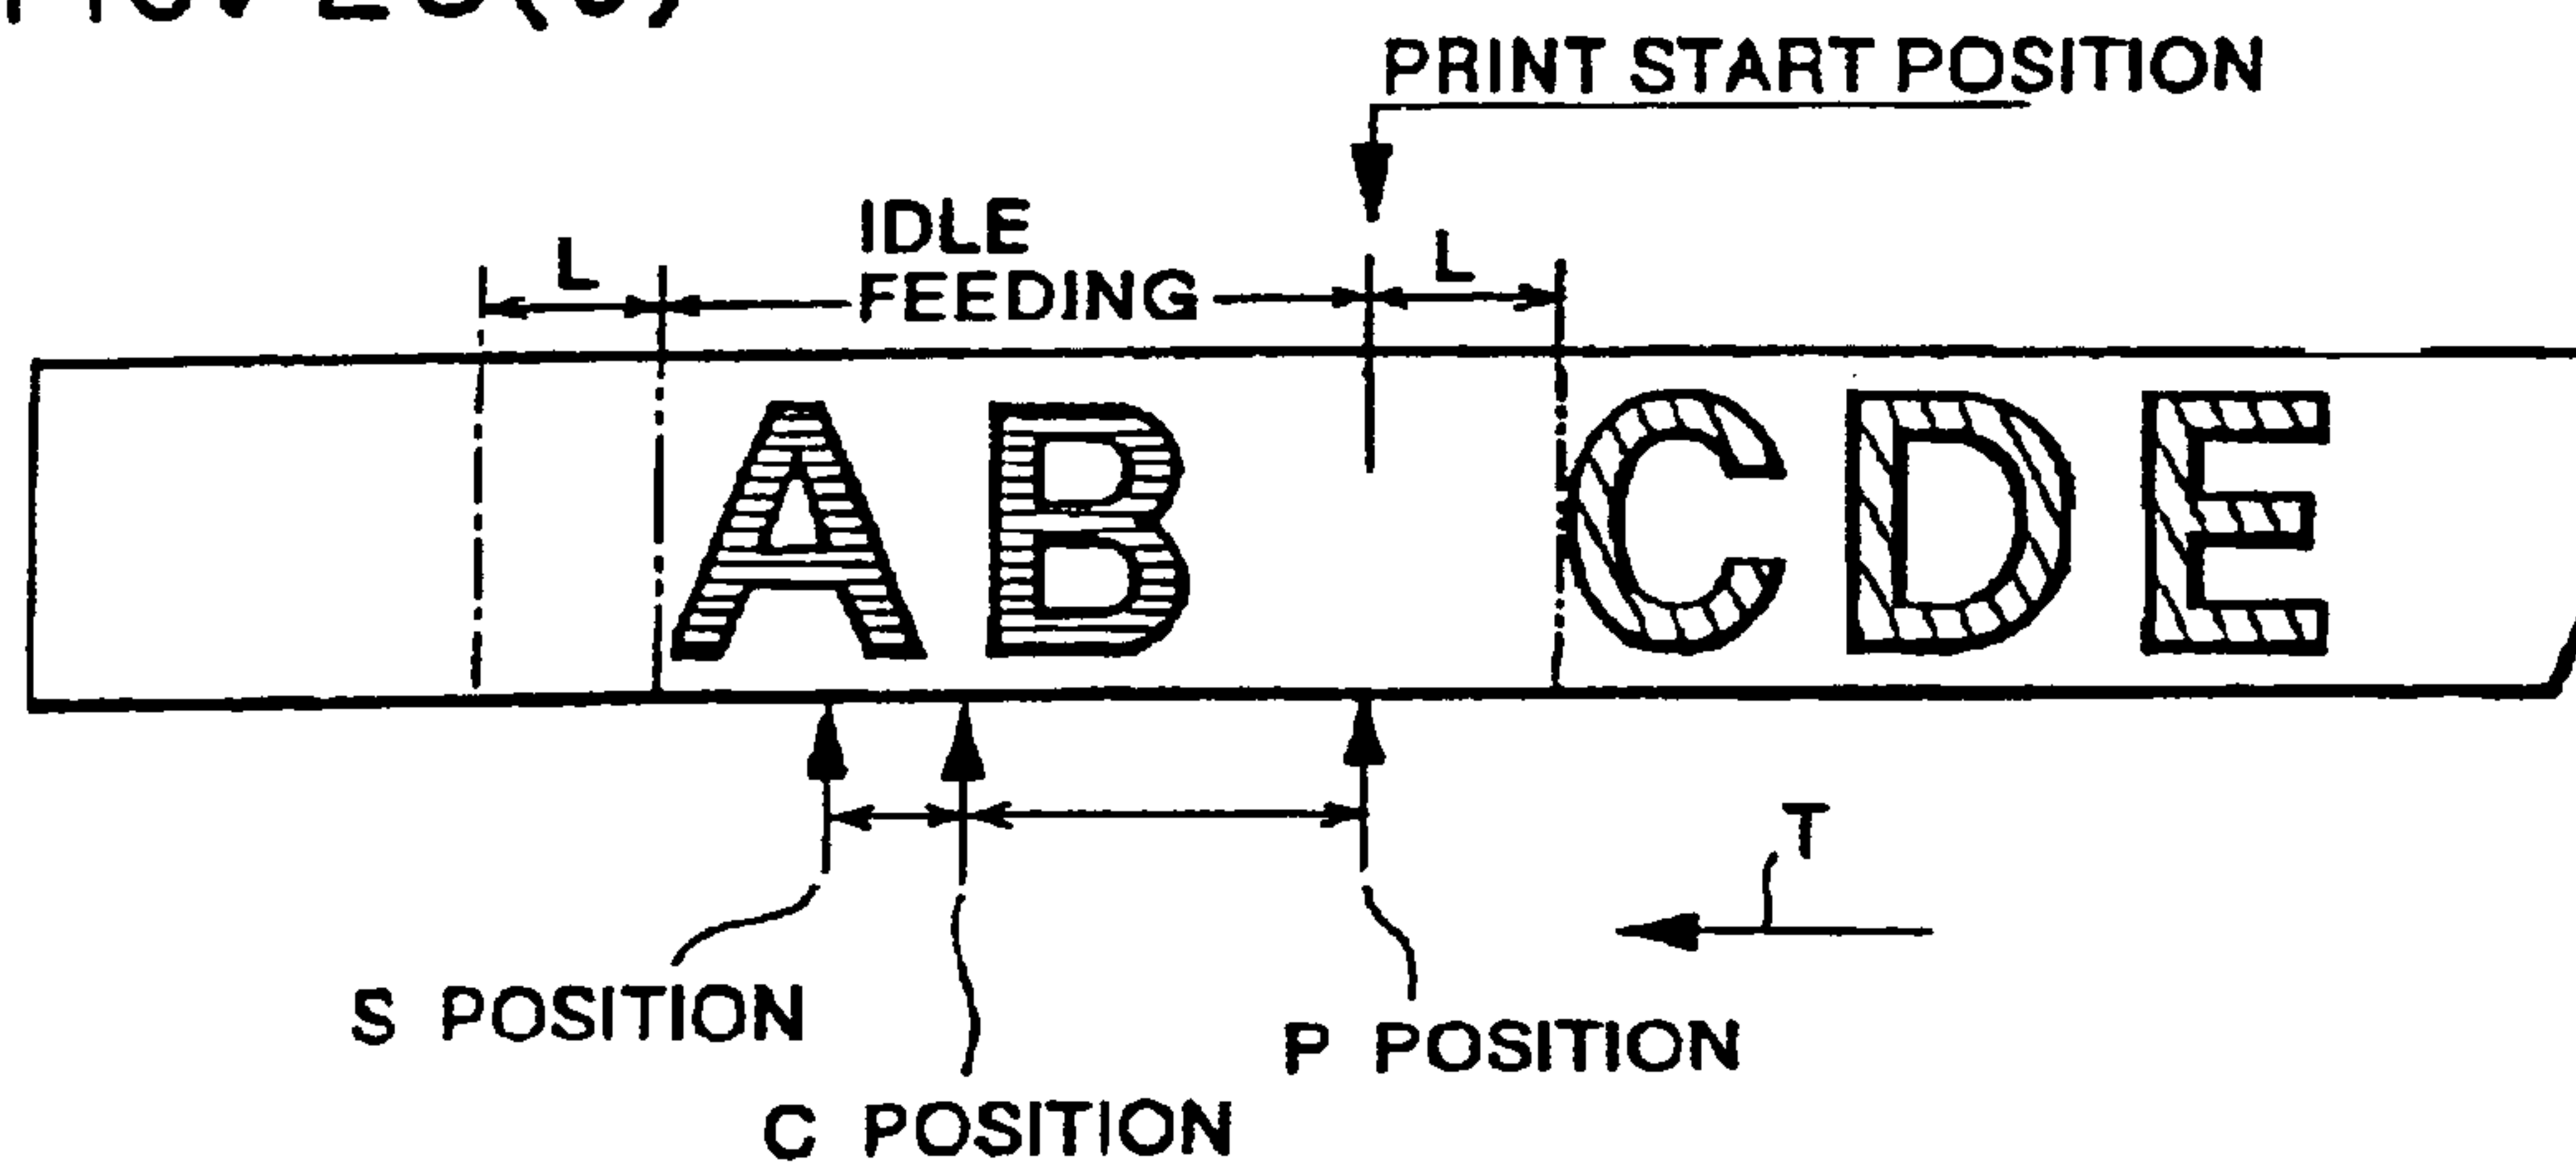 PRINT START POSITION
L
IDLE
FEEDING
L
AB
CDE
T
S POSITION
P POSITION
C POSITION